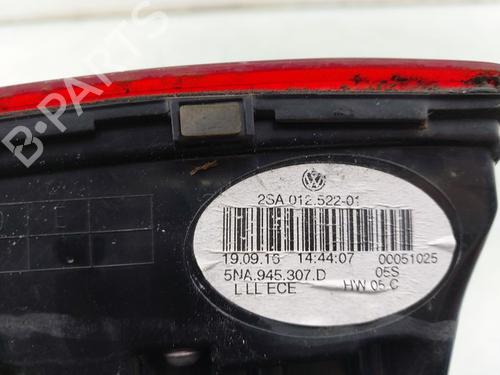 B-PARTS
2SA 012.522-01
19.09.16 14:44:07 00051025
5NA.945.307.D 05S
L LL ECE HW 05 C